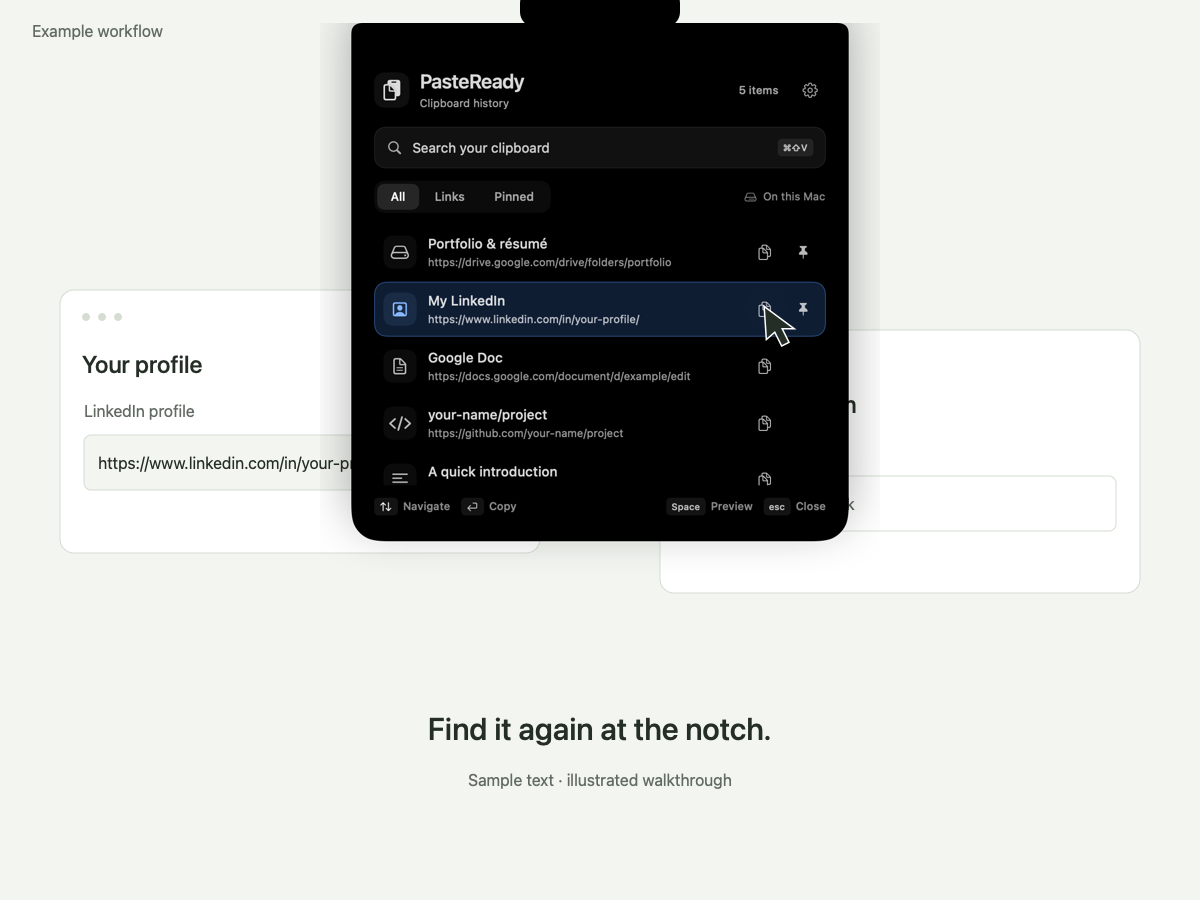 Example workflow
PasteReady
Clipboard history
5 items
Search your clipboard
⌘⇧V
All
Links
Pinned
On this Mac
Portfolio & résumé
https://drive.google.com/drive/folders/portfolio
My LinkedIn
https://www.linkedin.com/in/your-profile/
Google Doc
https://docs.google.com/document/d/example/edit
your-name/project
https://github.com/your-name/project
A quick introduction
Navigate
Copy
Space
Preview
esc
Close
Your profile
LinkedIn profile
https://www.linkedin.com/in/your-p
Find it again at the notch.
Sample text · illustrated walkthrough